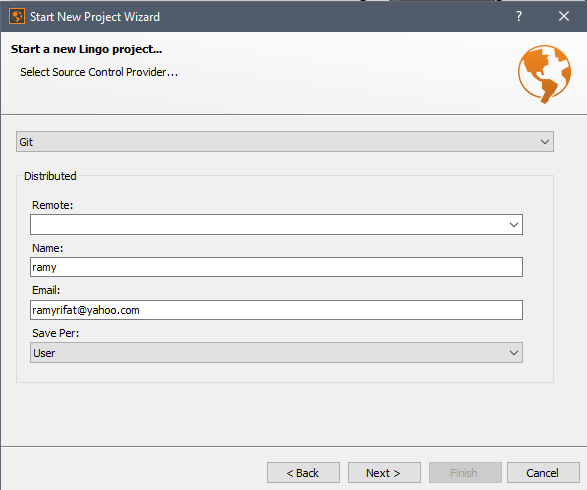 Start New Project Wizard
Start a new Lingo project...
Select Source Control Provider...
Git
Distributed
Remote:
Name:
ramy
Email:
ramyrifat@yahoo.com
Save Per:
User
< Back Next > Finish Cancel